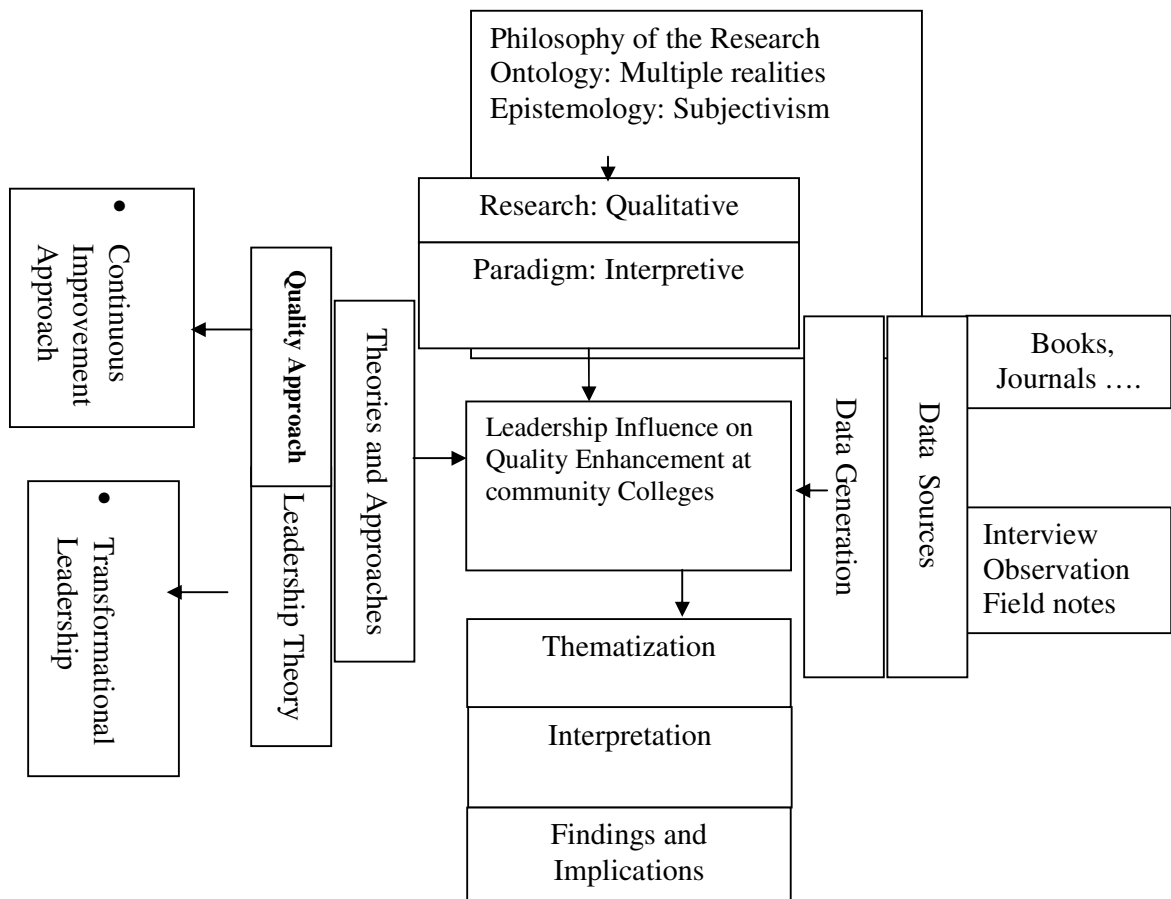 Philosophy of the Research
Ontology: Multiple realities
Epistemology: Subjectivism
Research: Qualitative
Paradigm: Interpretive
• Continuous
Improvement
Approach
Quality Approach
Theories and Approaches
Leadership Theory
• Transformational
Leadership
Leadership Influence on
Quality Enhancement at
community Colleges
Data Generation
Data Sources
Books,
Journals ….
Interview
Observation
Field notes
Thematization
Interpretation
Findings and
Implications